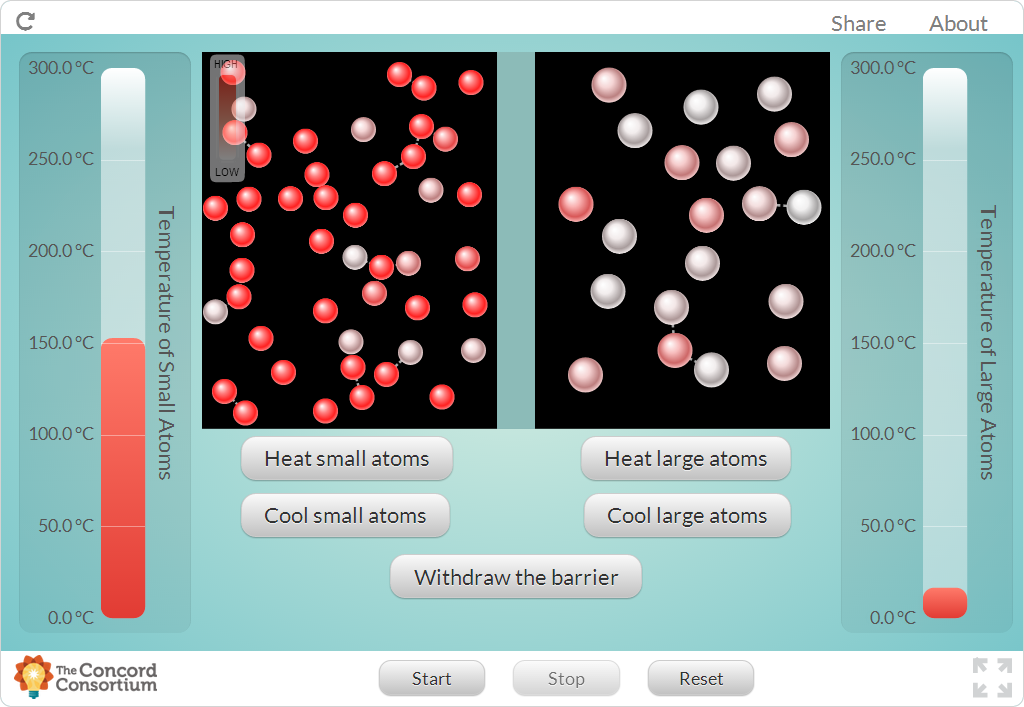 Share
About
300.0 °C
250.0 °C
200.0 °C
150.0 °C
100.0 °C
50.0 °C
0.0 °C
Temperature of Small Atoms
HIGH
LOW
300.0 °C
250.0 °C
200.0 °C
150.0 °C
100.0 °C
50.0 °C
0.0 °C
Temperature of Large Atoms
Heat small atoms
Heat large atoms
Cool small atoms
Cool large atoms
Withdraw the barrier
The Concord
Consortium
Start
Stop
Reset